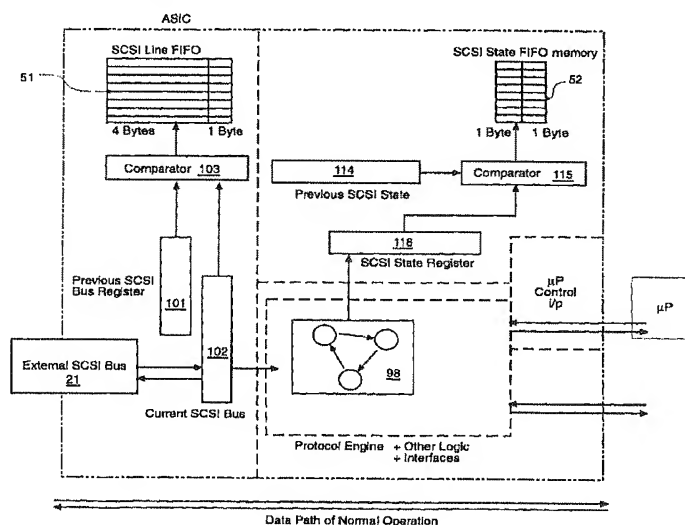 ASIC
SCSI Line FIFO
51
4 Bytes 1 Byte
Comparator 103
Previous SCSI
Bus Register
101
102
External SCSI Bus
21
Current SCSI Bus
SCSI State FIFO memory
52
1 Byte 1 Byte
114
Previous SCSI State
Comparator 115
118
SCSI State Register
µP
Control
i/p
µP
98
Protocol Engine + Other Logic
+ Interfaces
Data Path of Normal Operation